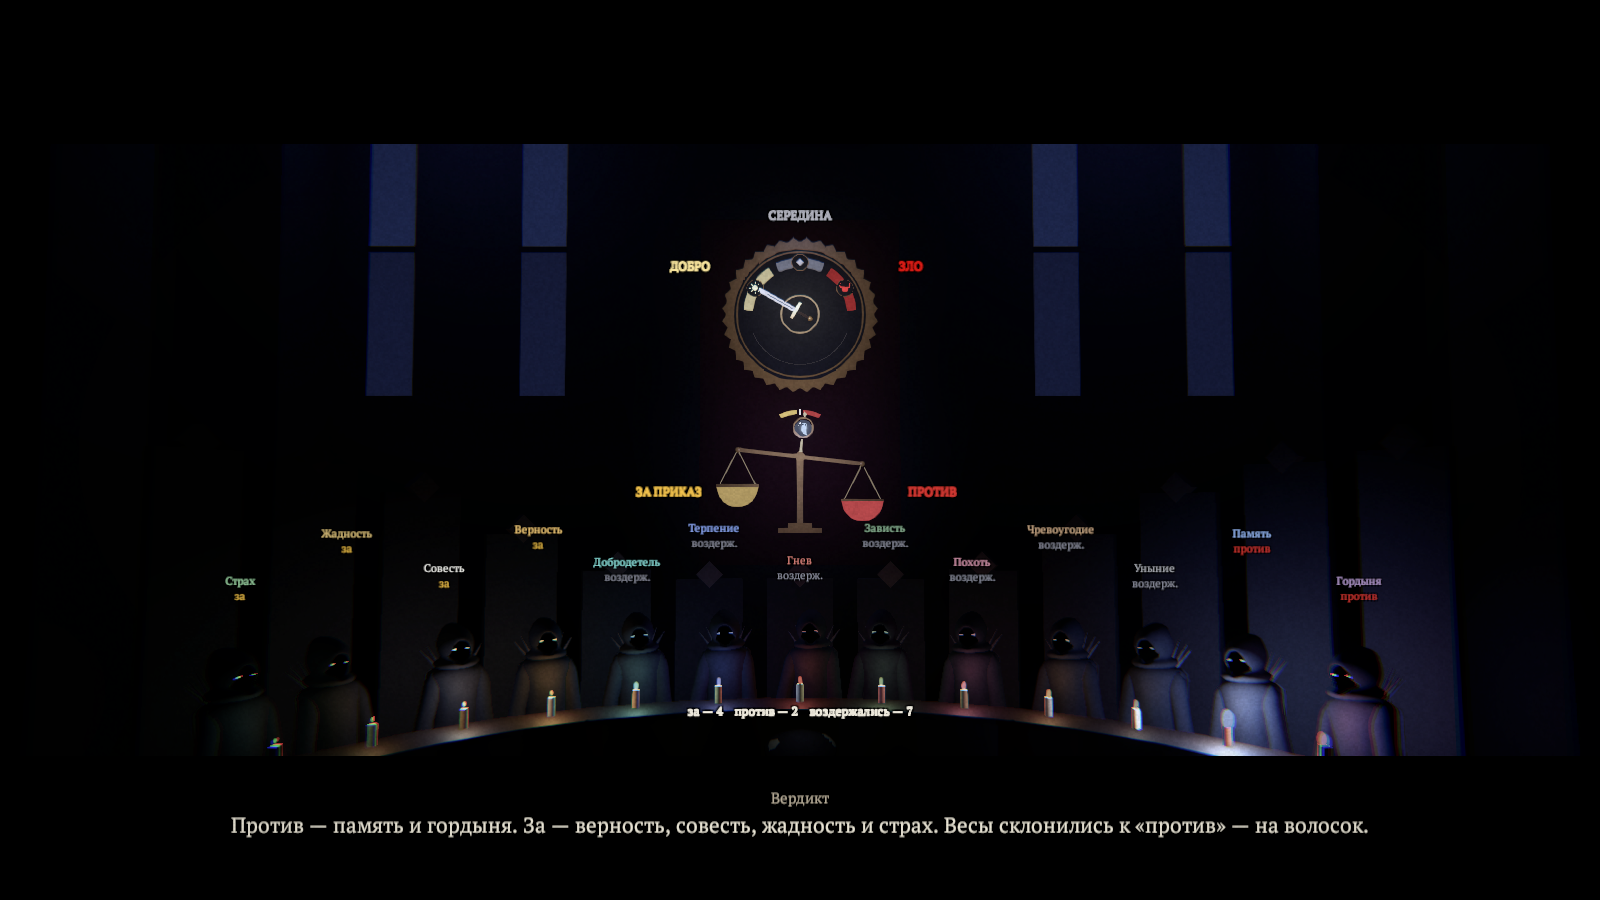 СЕРЕДИНА
ДОБРО
ЗЛО
ЗА ПРИКАЗ
ПРОТИВ
Страх
за
Жадность
за
Совесть
за
Верность
за
Добродетель
воздерж.
Терпение
воздерж.
Гнев
воздерж.
Зависть
воздерж.
Похоть
воздерж.
Чревоугодие
воздерж.
Уныние
воздерж.
Память
против
Гордыня
против
за — 4 против — 2 воздержались — 7
Вердикт
Против — память и гордыня. За — верность, совесть, жадность и страх. Весы склонились к «против» — на волосок.